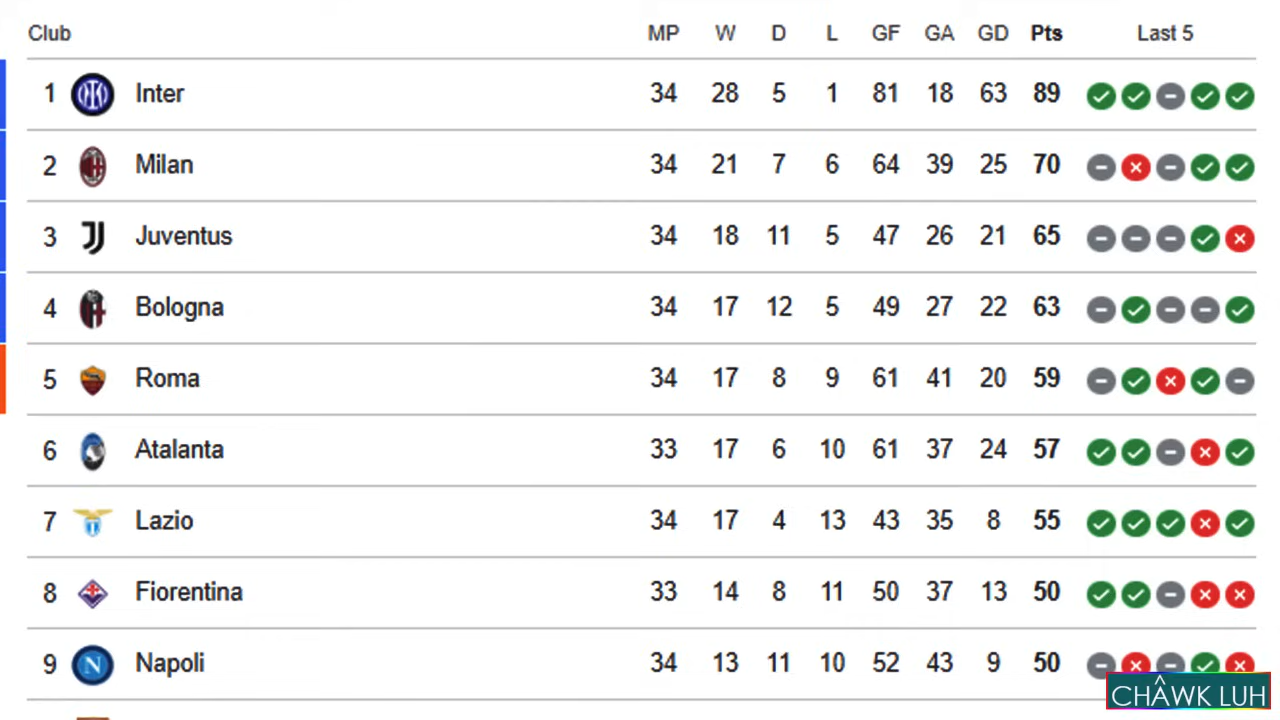 Club MP W D L GF GA GD Pts Last 5
1 Inter 34 28 5 1 81 18 63 89
2 Milan 34 21 7 6 64 39 25 70
3 Juventus 34 18 11 5 47 26 21 65
4 Bologna 34 17 12 5 49 27 22 63
5 Roma 34 17 8 9 61 41 20 59
6 Atalanta 33 17 6 10 61 37 24 57
7 Lazio 34 17 4 13 43 35 8 55
8 Fiorentina 33 14 8 11 50 37 13 50
9 N Napoli 34 13 11 10 52 43 9 50
CHÂWK LUH